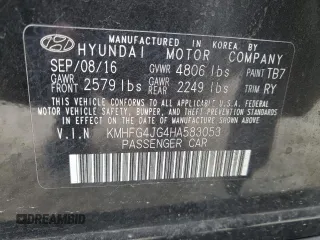 MANUFACTURED IN KOREA BY
HYUNDAI MOTOR COMPANY
SEP/08/16 GVWR 4806 lbs PAINT TB7
GAWR FRONT 2579 lbs GAWR REAR 2249 lbs TRIM RY
THIS VEHICLE CONFORMS TO ALL APPLICABLE U.S. FEDERAL
MOTOR VEHICLE SAFETY, BUMPER, AND THEFT PREVENTION
STANDARDS IN EFFECT ON THE DATE OF
MANUFACTURE SHOWN ABOVE.
V.I.N KMHFG4JG4HA583053
PASSENGER CAR
AUTOBIDMASTER